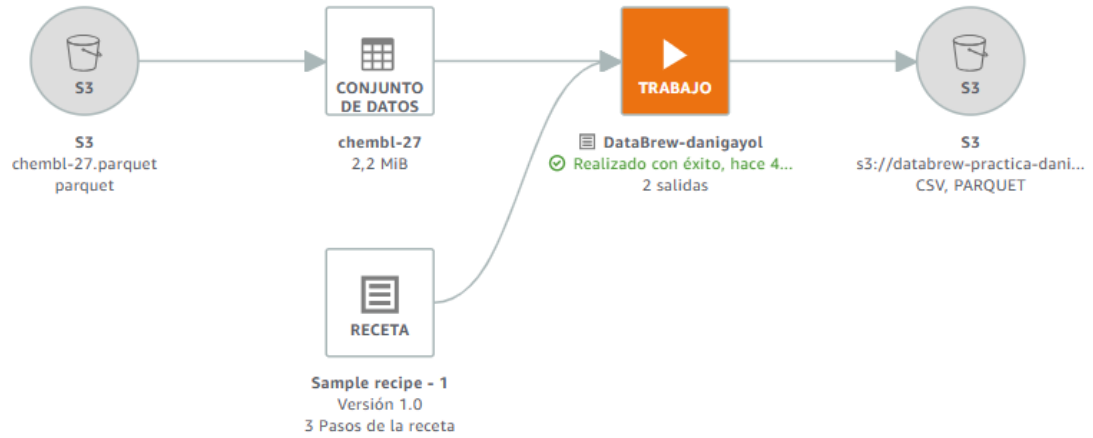 S3
S3
chembl-27.parquet
parquet
CONJUNTO
DE DATOS
chembl-27
2,2 MiB
TRABAJO
DataBrew-danigayol
Realizado con éxito, hace 4...
2 salidas
S3
S3
s3://databrew-practica-dani...
CSV, PARQUET
RECETA
Sample recipe - 1
Versión 1.0
3 Pasos de la receta